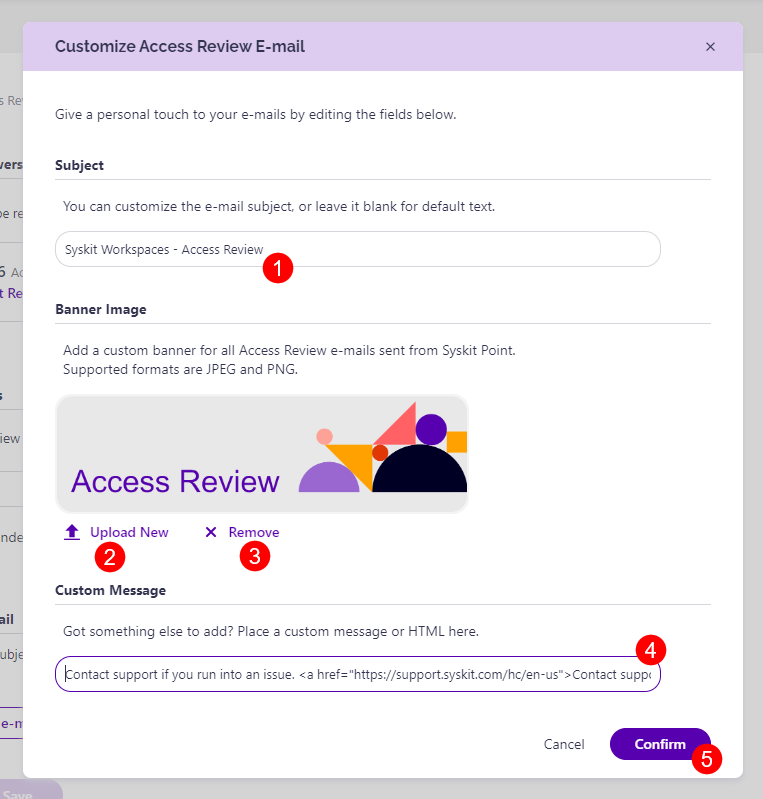 Customize Access Review E-mail
Give a personal touch to your e-mails by editing the fields below.
Subject
You can customize the e-mail subject, or leave it blank for default text.
Syskit Workspaces - Access Review
1
Banner Image
Add a custom banner for all Access Review e-mails sent from Syskit Point.
Supported formats are JPEG and PNG.
Access Review
Upload New
Remove
2
3
Custom Message
Got something else to add? Place a custom message or HTML here.
4
Contact support if you run into an issue. <a href="https://support.syskit.com/hc/en-us">Contact suppo
Cancel
Confirm
5
Save